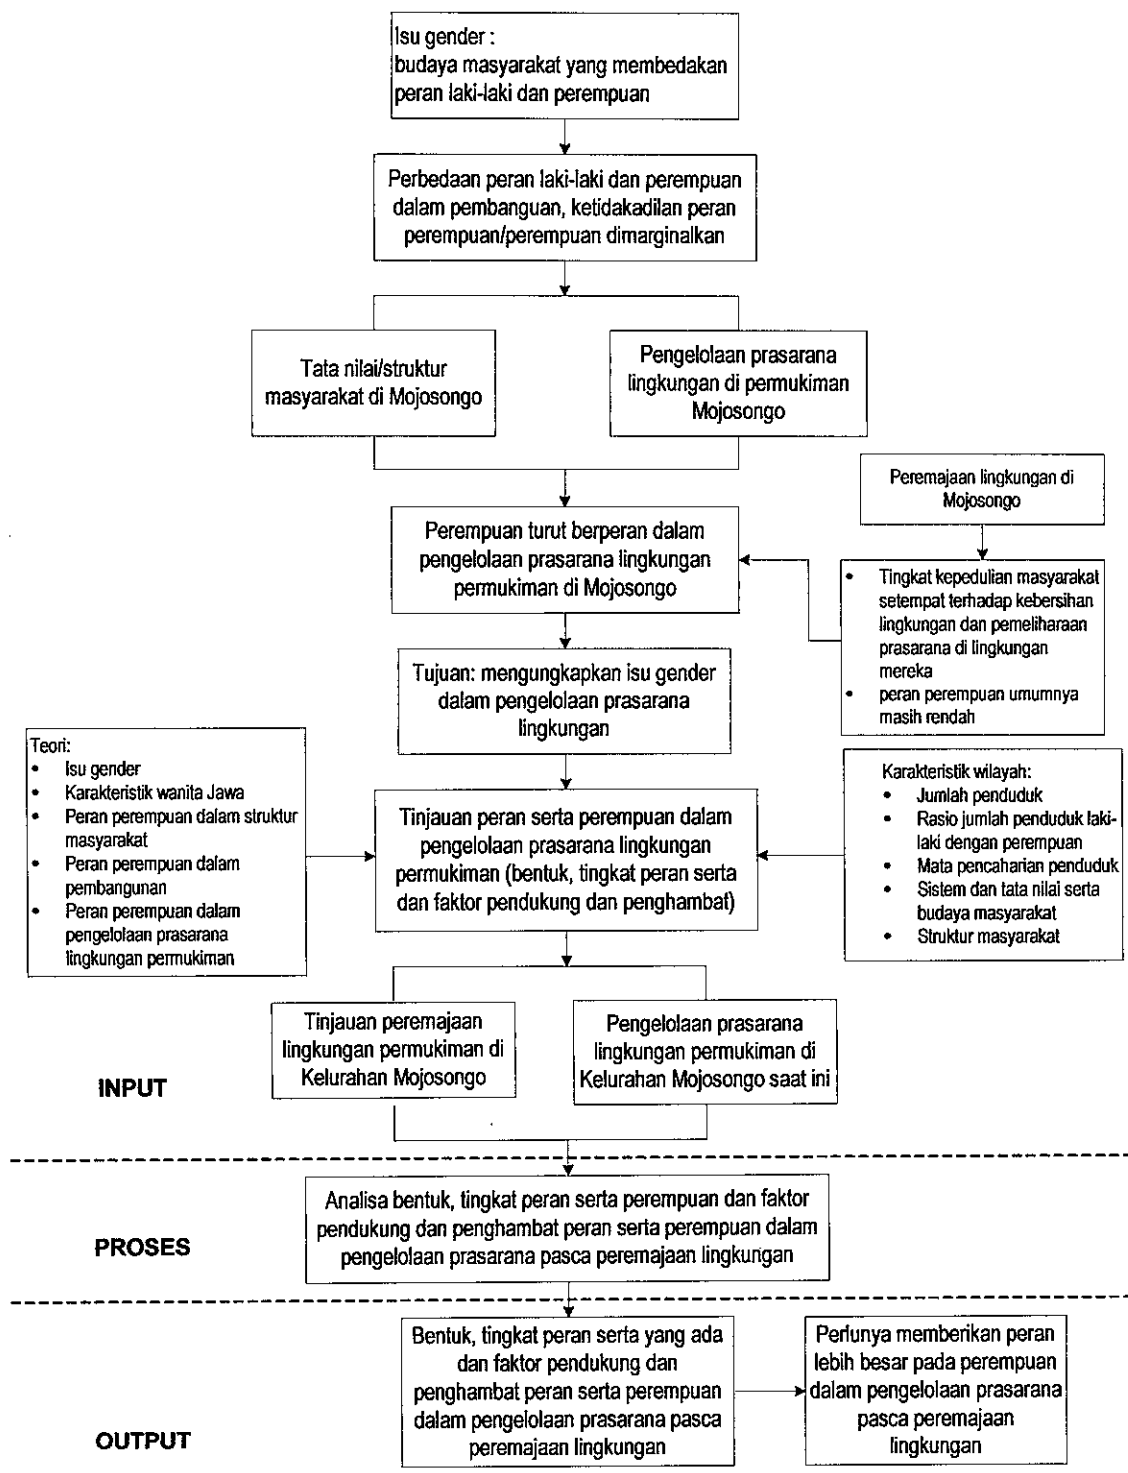 Isu gender :
budaya masyarakat yang membedakan
peran laki-laki dan perempuan
Perbedaan peran laki-laki dan perempuan
dalam pembanguan, ketidakadilan peran
perempuan/perempuan dimarginalkan
Tata nilai/struktur
masyarakat di Mojosongo
Pengelolaan prasarana
lingkungan di permukiman
Mojosongo
Peremajaan lingkungan di
Mojosongo
Perempuan turut berperan dalam
pengelolaan prasarana lingkungan
permukiman di Mojosongo
• Tingkat kepedulian masyarakat
setempat terhadap kebersihan
lingkungan dan pemeliharaan
prasarana di lingkungan
mereka
• peran perempuan umumnya
masih rendah
Tujuan: mengungkapkan isu gender
dalam pengelolaan prasarana
lingkungan
Teori:
• Isu gender
• Karakteristik wanita Jawa
• Peran perempuan dalam struktur
masyarakat
• Peran perempuan dalam
pembangunan
• Peran perempuan dalam
pengelolaan prasarana
lingkungan permukiman
Tinjauan peran serta perempuan dalam
pengelolaan prasarana lingkungan
permukiman (bentuk, tingkat peran serta
dan faktor pendukung dan penghambat)
Karakteristik wilayah:
• Jumlah penduduk
• Rasio jumlah penduduk laki-
laki dengan perempuan
• Mata pencaharian penduduk
• Sistem dan tata nilai serta
budaya masyarakat
• Struktur masyarakat
Tinjauan peremajaan
lingkungan permukiman di
Kelurahan Mojosongo
Pengelolaan prasarana
lingkungan permukiman di
Kelurahan Mojosongo saat ini
INPUT
Analisa bentuk, tingkat peran serta perempuan dan faktor
pendukung dan penghambat peran serta perempuan dalam
pengelolaan prasarana pasca peremajaan lingkungan
PROSES
Bentuk, tingkat peran serta yang ada
dan faktor pendukung dan
penghambat peran serta perempuan
dalam pengelolaan prasarana pasca
peremajaan lingkungan
Perlunya memberikan peran
lebih besar pada perempuan
dalam pengelolaan prasarana
pasca peremajaan
lingkungan
OUTPUT